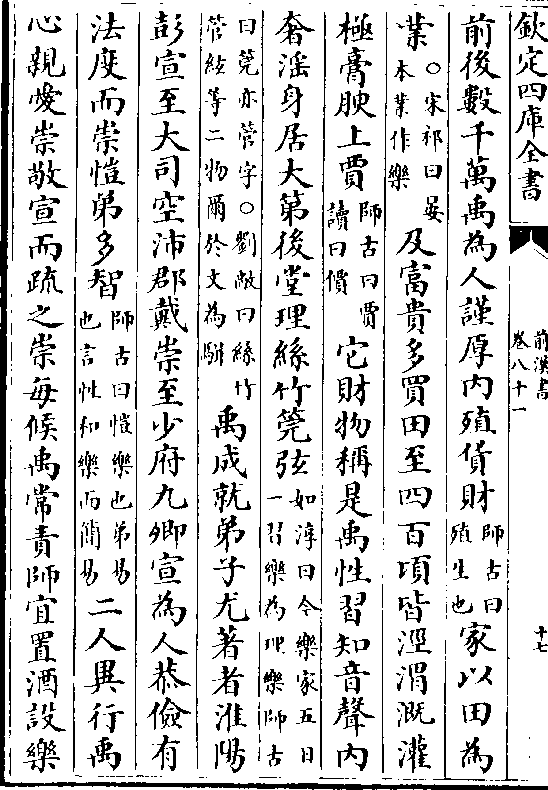 欽定四庫全書
前漢書
卷八十一
十七
前後數千萬禹為人謹厚内殖貨財師古曰殖生也家以田為
業〇宋祁曰晏本業作樂及富貴多買田至四百頃皆涇渭溉灌
極膏腴上賈師古曰賈讀曰價它財物稱是禹性習知音聲内
奢淫身居大第後堂理絲竹筦弦如淳曰今樂家五日一習樂為理樂師古
曰筦亦管字〇劉敞曰絲竹管絃等二物爾於文為駢禹成就弟子尤著者淮陽
彭宣至大司空沛郡戴崇至少府九卿宣為人恭儉有
法度而崇愷弟多智師古曰愷樂也弟易也言性和樂而簡易二人異行禹
心親愛崇敬宣而疏之崇每候禹常責師宜置酒設樂